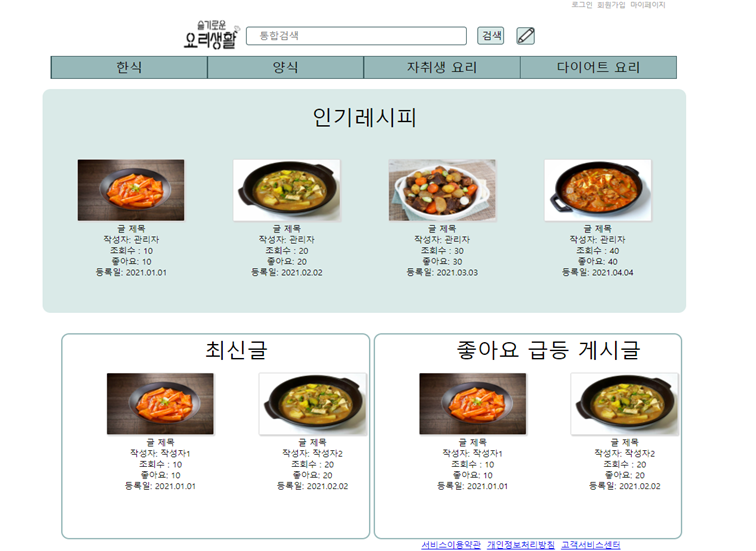 로그인 회원가입 마이페이지
슬기로운
요리생활
통합검색 검색
한식 양식 자취생 요리 다이어트 요리
인기레시피
글 제목 글 제목 글 제목 글 제목
작성자: 관리자 작성자: 관리자 작성자: 관리자 작성자: 관리자
조회수 : 10 조회수 : 20 조회수 : 30 조회수 : 40
좋아요: 10 좋아요: 20 좋아요: 30 좋아요: 40
등록일: 2021.01.01 등록일: 2021.02.02 등록일: 2021.03.03 등록일: 2021.04.04
최신글
글 제목 글 제목
작성자: 작성자1 작성자: 작성자2
조회수 : 10 조회수 : 20
좋아요: 10 좋아요: 20
등록일: 2021.01.01 등록일: 2021.02.02
좋아요 급등 게시글
글 제목 글 제목
작성자: 작성자1 작성자: 작성자2
조회수 : 10 조회수 : 20
좋아요: 10 좋아요: 20
등록일: 2021.01.01 등록일: 2021.02.02
서비스이용약관 개인정보처리방침 고객서비스센터